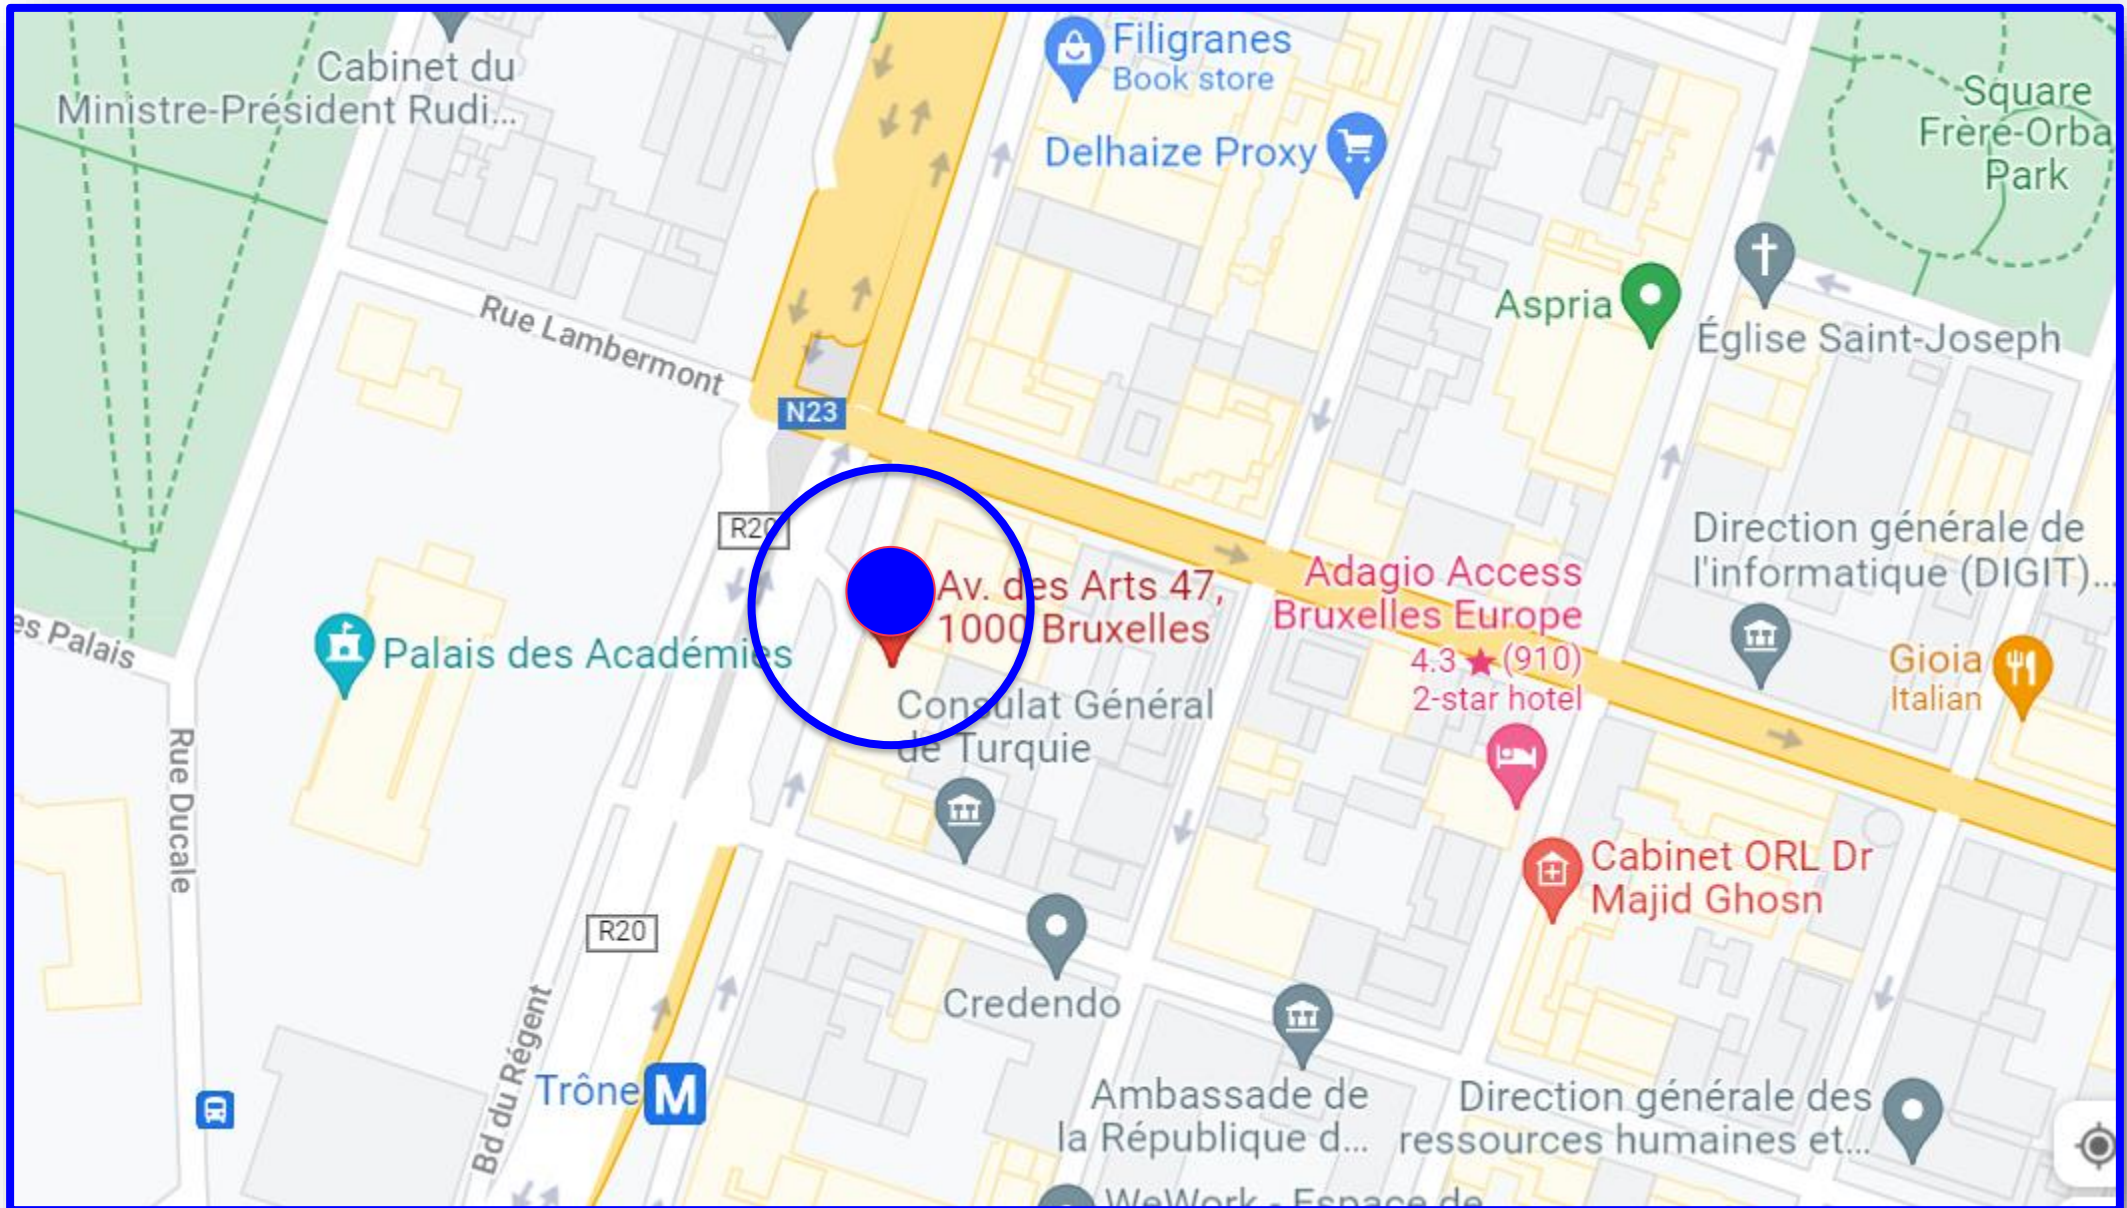 Filigranes
Book store
Cabinet du
Ministre-Président Rudi...
Delhaize Proxy
Square
Frère-Orba
Park
Rue Lambermont
Aspria
Église Saint-Joseph
N23
R20
Av. des Arts 47,
1000 Bruxelles
Adagio Access
Bruxelles Europe
4.3 ★ (910)
2-star hotel
Direction générale de
l'informatique (DIGIT)...
es Palais
Palais des Académies
Gioia
Italian
Consulat Général
de Turquie
Rue Ducale
Cabinet ORL Dr
Majid Ghosn
R20
Credendo
Bd du Régent
Trône M
Ambassade de
la République d...
Direction générale des
ressources humaines et...
WeWork - Espace de